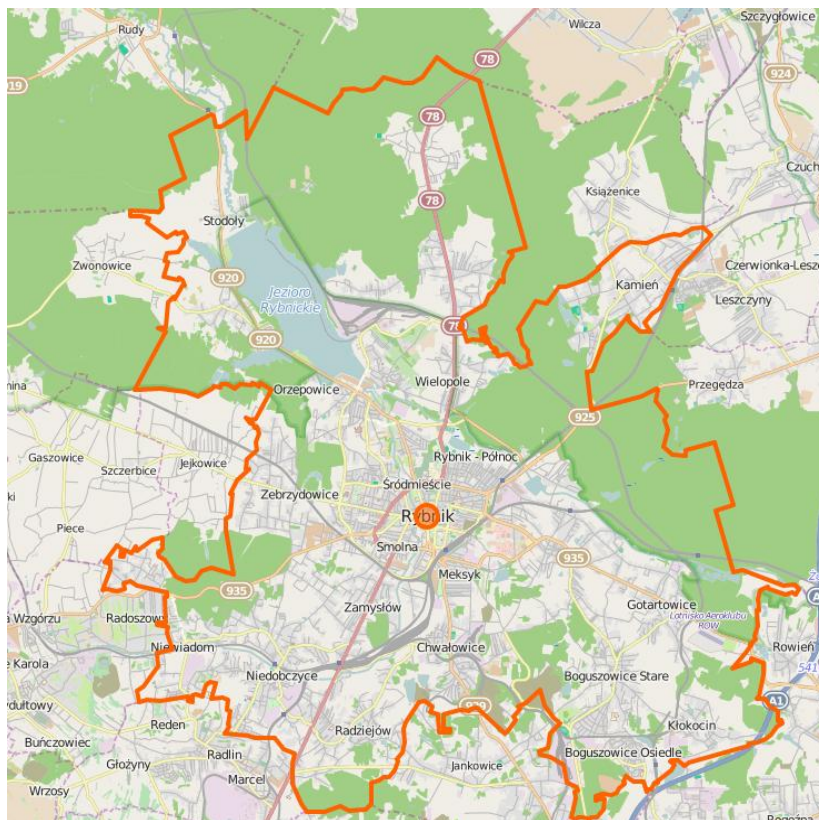 Rudy
Wilcza
Szczygłowice
78
919
924
78
Czuch
Książenice
78
Stodoły
Zwonowice
Kamień
Czerwionka-Lesz
920
Leszczyny
Jezioro
Rybnickie
78
920
Przegędza
Wielopole
Orzepowice
925
Gaszowice
Szczerbice
Jejkowice
Rybnik - Północ
Śródmieście
Zebrzydowice
Piece
Rybnik
Smolna
935
Meksyk
935
Zamysłów
Gotartowice
Wzgórzu
Radoszowy
Lotnisko Aeroklubu
ROW
Niewiadom
Chwałowice
Rowień
Karola
Niedobczyce
Boguszowice Stare
541
A1
Reden
Radziejów
Kłokocin
Buńczowiec
Radlin
Boguszowice Osiedle
Głożyny
Jankowice
Marcel
Wrzosy